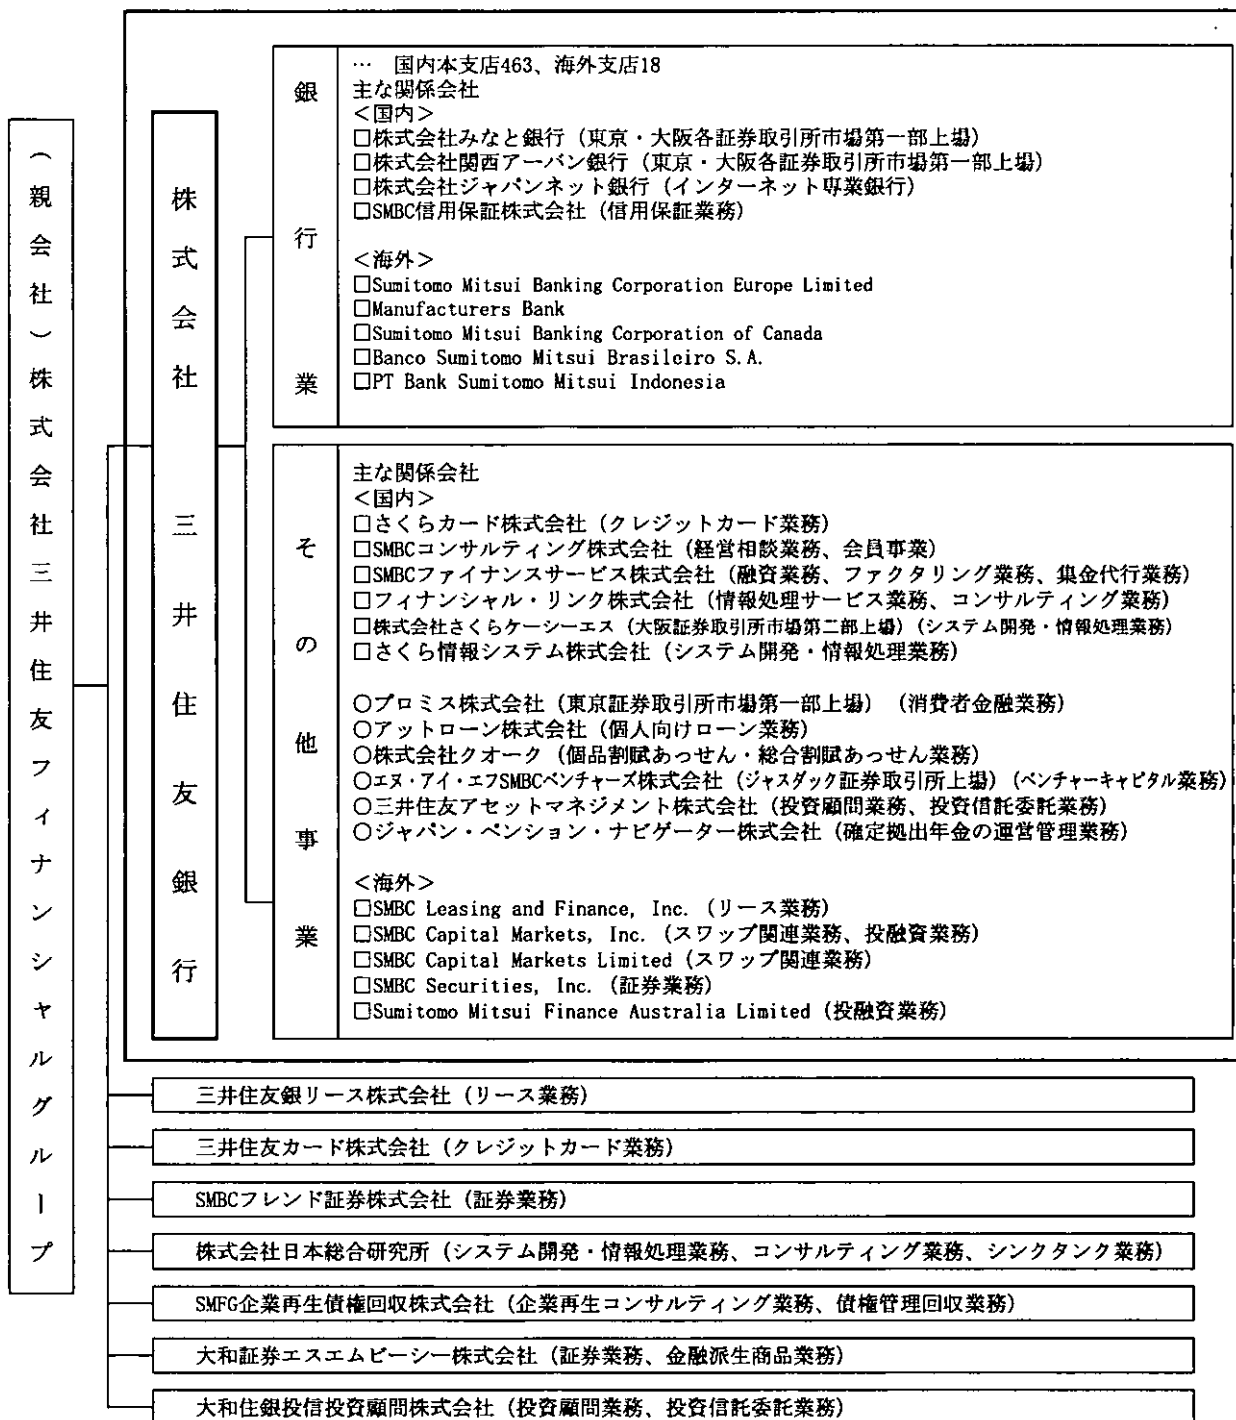 （親会社）株式会社三井住友フィナンシャルグループ
株式会社 三井住友銀行
銀行業
… 国内本支店463、海外支店18
主な関係会社
＜国内＞
□株式会社みなと銀行（東京・大阪各証券取引所市場第一部上場）
□株式会社関西アーバン銀行（東京・大阪各証券取引所市場第一部上場）
□株式会社ジャパンネット銀行（インターネット専業銀行）
□SMBC信用保証株式会社（信用保証業務）
＜海外＞
□Sumitomo Mitsui Banking Corporation Europe Limited
□Manufacturers Bank
□Sumitomo Mitsui Banking Corporation of Canada
□Banco Sumitomo Mitsui Brasileiro S.A.
□PT Bank Sumitomo Mitsui Indonesia
その他事業
主な関係会社
＜国内＞
□さくらカード株式会社（クレジットカード業務）
□SMBCコンサルティング株式会社（経営相談業務、会員事業）
□SMBCファイナンスサービス株式会社（融資業務、ファクタリング業務、集金代行業務）
□フィナンシャル・リンク株式会社（情報処理サービス業務、コンサルティング業務）
□株式会社さくらケーシーエス（大阪証券取引所市場第二部上場）（システム開発・情報処理業務）
□さくら情報システム株式会社（システム開発・情報処理業務）
○プロミス株式会社（東京証券取引所市場第一部上場）（消費者金融業務）
○アットローン株式会社（個人向けローン業務）
○株式会社クオーク（個品割賦あっせん・総合割賦あっせん業務）
○エヌ・アイ・エフSMBCベンチャーズ株式会社（ジャスダック証券取引所上場）（ベンチャーキャピタル業務）
○三井住友アセットマネジメント株式会社（投資顧問業務、投資信託委託業務）
○ジャパン・ペンション・ナビゲーター株式会社（確定拠出年金の運営管理業務）
＜海外＞
□SMBC Leasing and Finance, Inc.（リース業務）
□SMBC Capital Markets, Inc.（スワップ関連業務、投融資業務）
□SMBC Capital Markets Limited（スワップ関連業務）
□SMBC Securities, Inc.（証券業務）
□Sumitomo Mitsui Finance Australia Limited（投融資業務）
三井住友銀リース株式会社（リース業務）
三井住友カード株式会社（クレジットカード業務）
SMBCフレンド証券株式会社（証券業務）
株式会社日本総合研究所（システム開発・情報処理業務、コンサルティング業務、シンクタンク業務）
SMFG企業再生債権回収株式会社（企業再生コンサルティング業務、債権管理回収業務）
大和証券エスエムビーシー株式会社（証券業務、金融派生商品業務）
大和住銀投信投資顧問株式会社（投資顧問業務、投資信託委託業務）